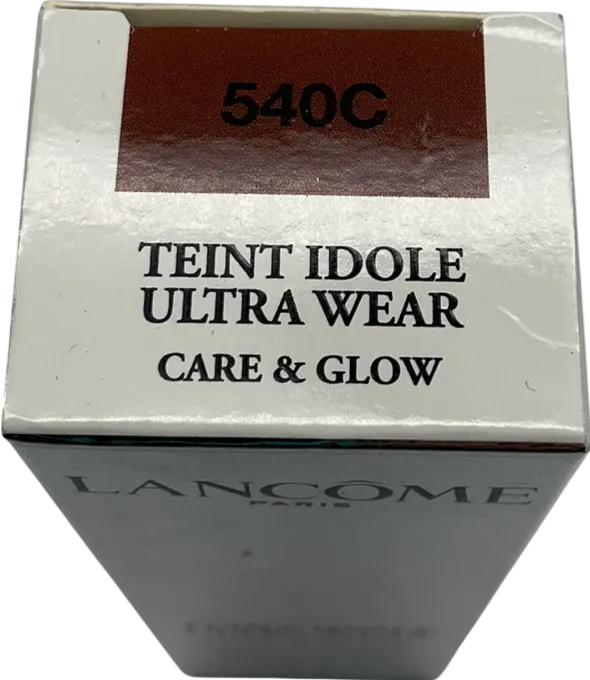 540C
TEINT IDOLE
ULTRA WEAR
CARE & GLOW
LANCÔME
PARIS